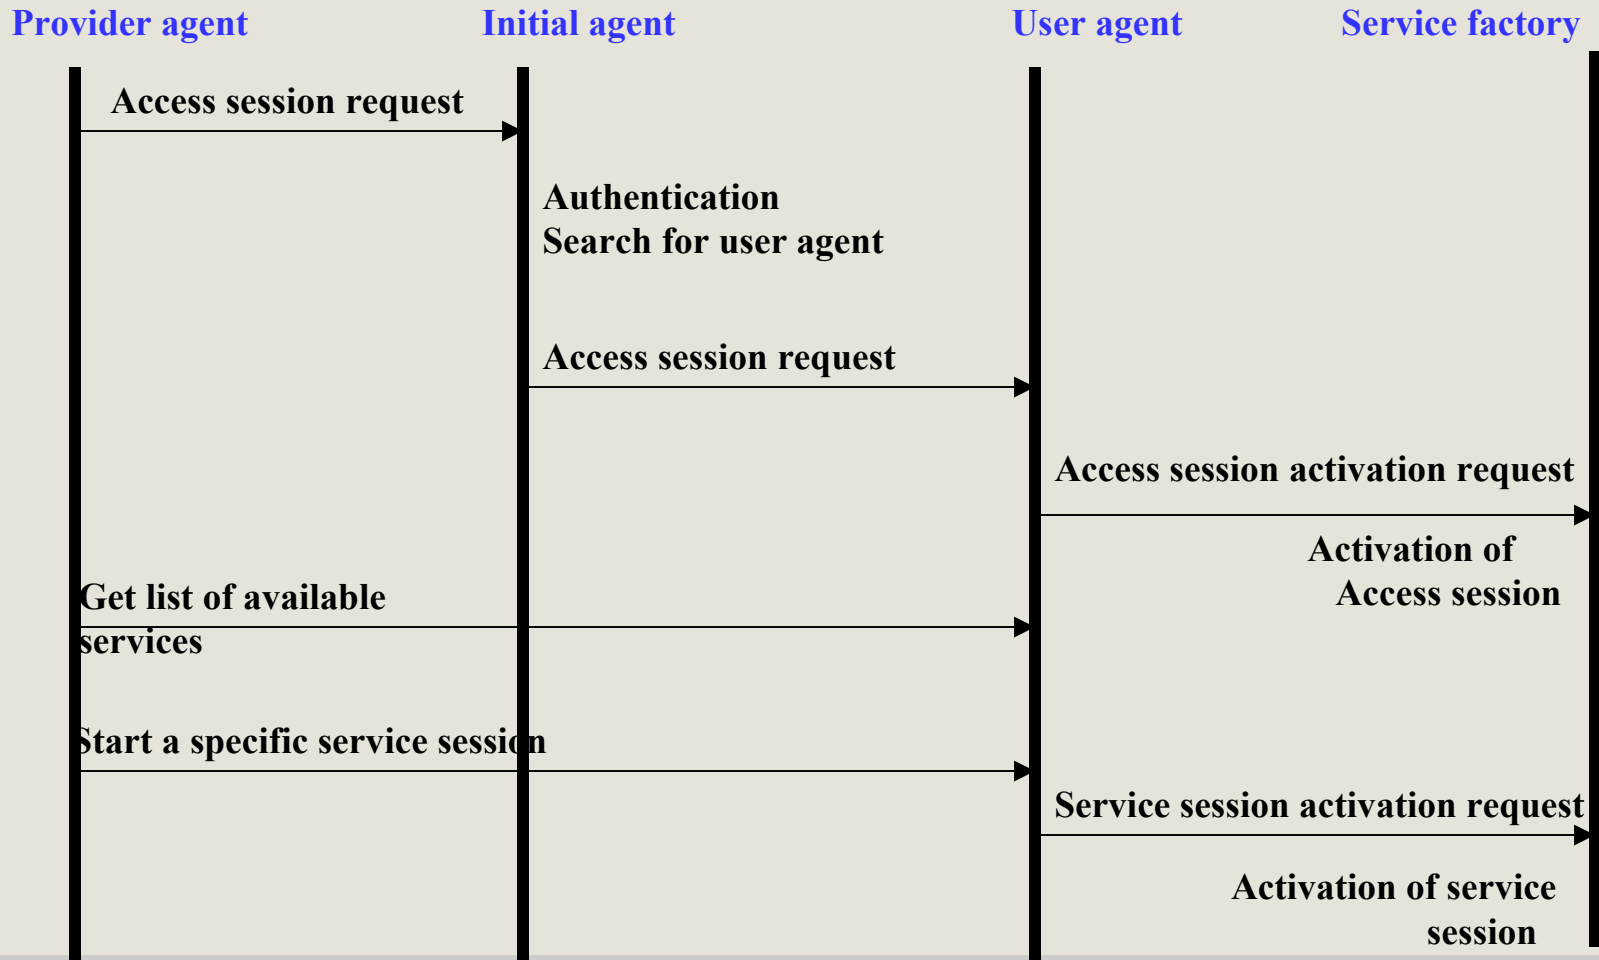 Provider agent
Initial agent
User agent
Service factory
Access session request
Authentication
Search for user agent
Access session request
Access session activation request
Activation of
Access session
Get list of available
services
Start a specific service session
Service session activation request
Activation of service
session